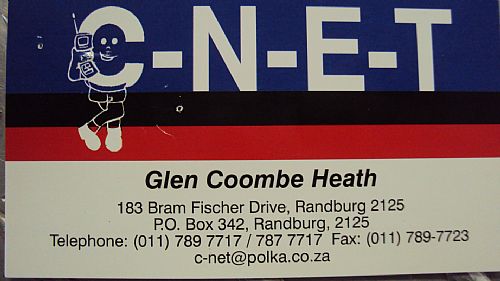 C-N-E-T
Glen Coombe Heath
183 Bram Fischer Drive, Randburg 2125
P.O. Box 342, Randburg, 2125
Telephone: (011) 789 7717 / 787 7717 Fax: (011) 789-7723
c-net@polka.co.za